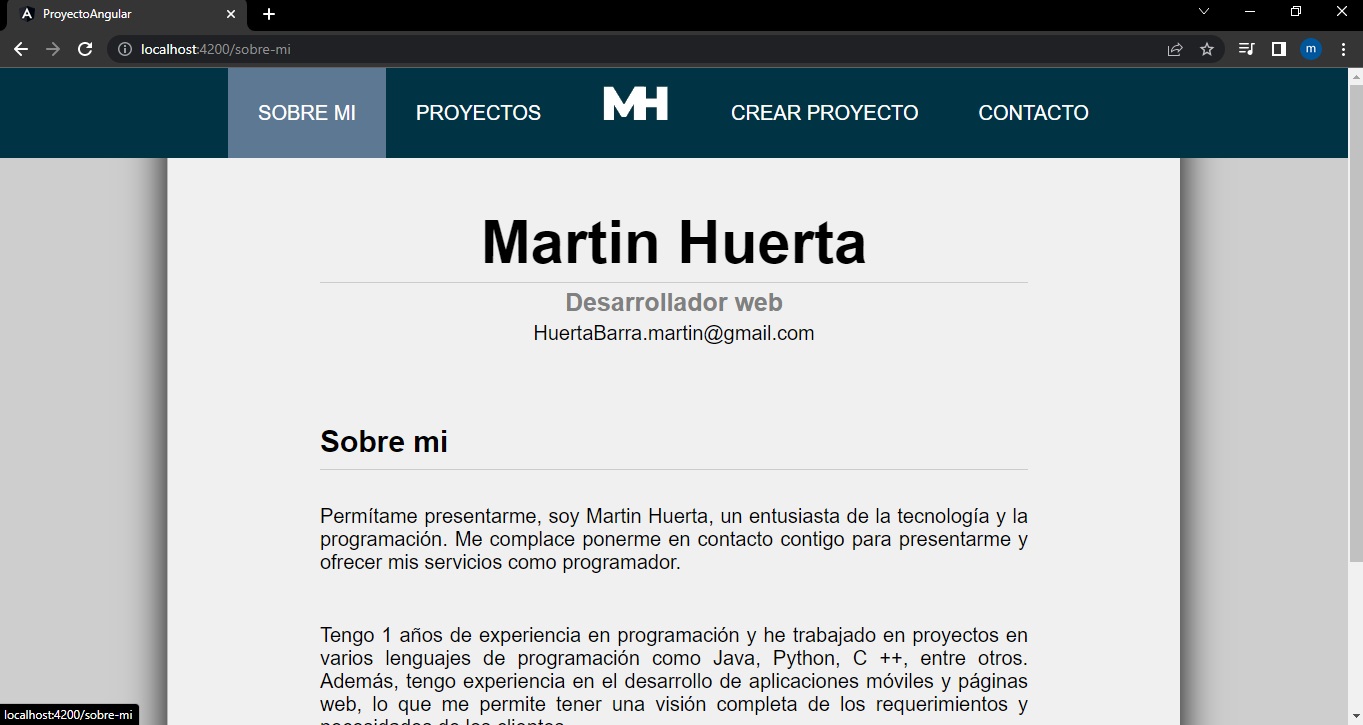 ProyectoAngular
localhost:4200/sobre-mi
m
SOBRE MI PROYECTOS MH CREAR PROYECTO CONTACTO
Martin Huerta
Desarrollador web
HuertaBarra.martin@gmail.com
Sobre mi
Permítame presentarme, soy Martin Huerta, un entusiasta de la tecnología y la
programación. Me complace ponerme en contacto contigo para presentarme y
ofrecer mis servicios como programador.
Tengo 1 años de experiencia en programación y he trabajado en proyectos en
varios lenguajes de programación como Java, Python, C ++, entre otros.
Además, tengo experiencia en el desarrollo de aplicaciones móviles y páginas
web, lo que me permite tener una visión completa de los requerimientos y
necesidades de los clientes.
localhost:4200/sobre-mi